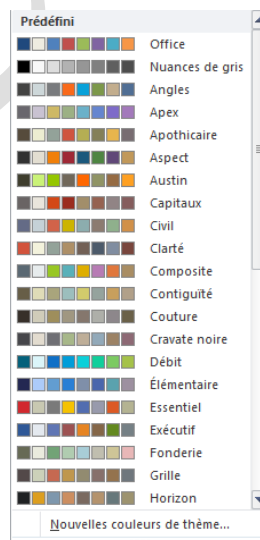 Prédéfini
Office
Nuances de gris
Angles
Apex
Apothicaire
Aspect
Austin
Capitaux
Civil
Clarté
Composite
Contiguïté
Couture
Cravate noire
Débit
Élémentaire
Essentiel
Exécutif
Fonderie
Grille
Horizon
Nouvelles couleurs de thème...